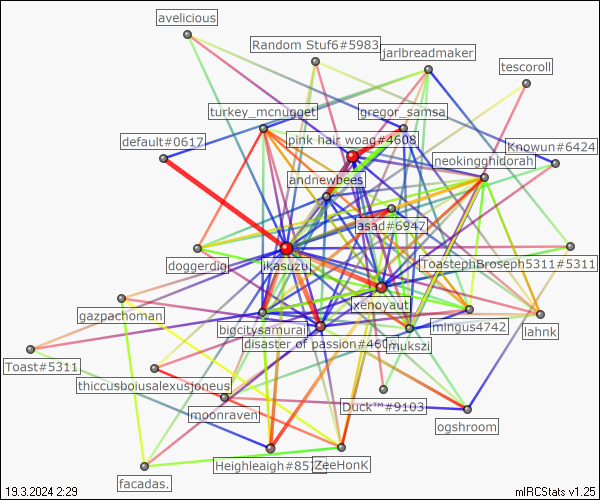 avelicious
Random Stuf6#5983
jarlbreadmaker
tescoroll
turkey_mcnugget
gregor_samsa
default#0617
pink hair woag#4608
Knowun#6424
neokingghidorah
andnewbees
asad#6947
doggerdig
ikasuzu
ToastephBroseph5311#5311
xenoyaut
gazpachoman
bigcitysamurai
mingus4742
lahnk
disaster of passion#460
mukszi
Toast#5311
thiccusboiusalexusjoneus
moonraven
Duck™#9103
ogshroom
facadas.
Heighleagh#857
ZeeHonK
19.3.2024 2:29
mIRCStats v1.25